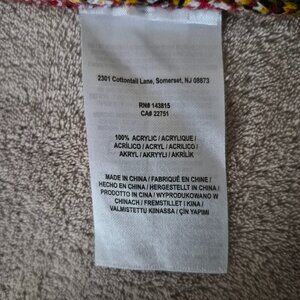 2301 Cottontail Lane, Somerset, NJ 08873
RN# 143815
CA# 22751
100% ACRYLIC / ACRYLIQUE /
ACRÍLICO / ACRYL / ACRILICO /
AKRYL / AKRYYLI / AKRİLİK
MADE IN CHINA / FABRIQUÉ EN CHINE /
HECHO EN CHINA / HERGESTELLT IN CHINA /
PRODOTTO IN CINA / WYPRODUKOWANO W
CHINACH / FREMSTILLET I KINA /
VALMISTETTU KIINASSA / ÇİN YAPIMI